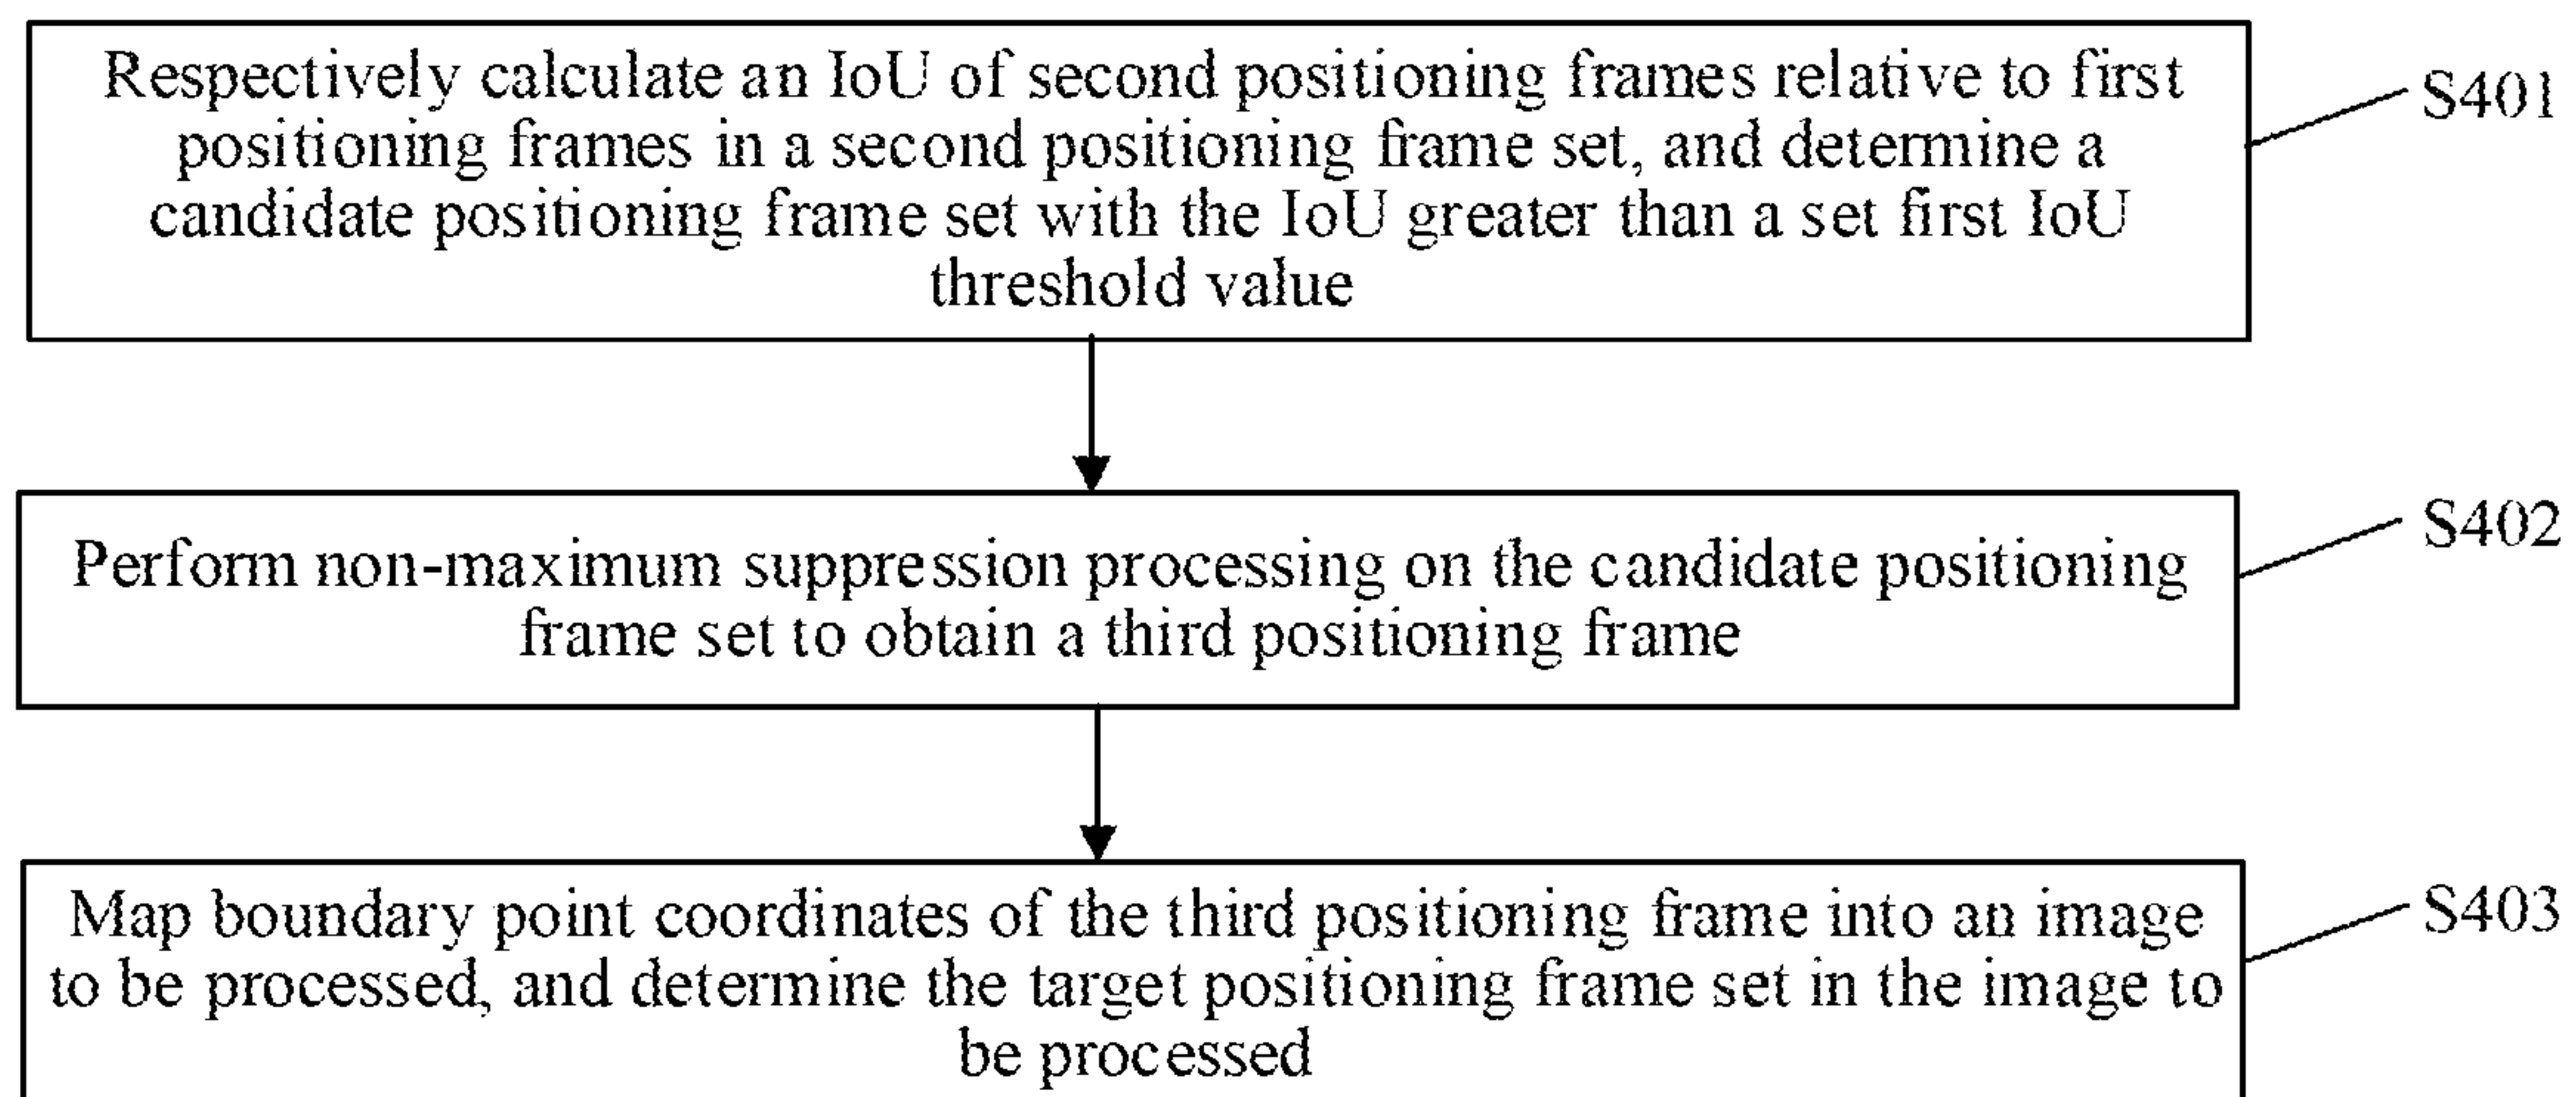 Respectively calculate an IoU of second positioning frames relative to first
positioning frames in a second positioning frame set, and determine a
candidate positioning frame set with the IoU greater than a set first IoU
threshold value
S401
Perform non-maximum suppression processing on the candidate positioning
frame set to obtain a third positioning frame
S402
Map boundary point coordinates of the third positioning frame into an image
to be processed, and determine the target positioning frame set in the image to
be processed
S403